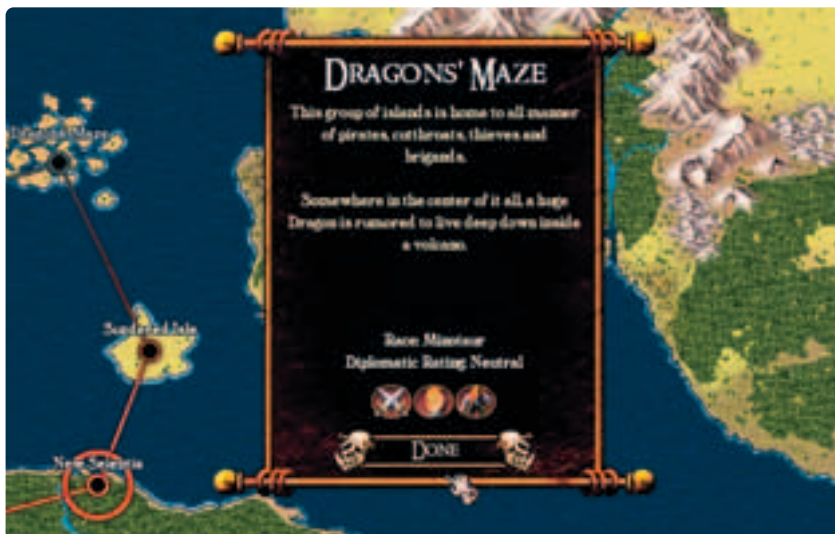 DRAGONS' MAZE
This group of islands is home to all manner
of pirates, cutthroats, thieves and
brigands.
Somewhere in the center of it all, a huge
Dragon is rumored to live deep down inside
a volcano.
Race: Minotaur
Diplomatic Rating: Neutral
DONE
Dragons' Maze
Sundered Isle
New Selentia